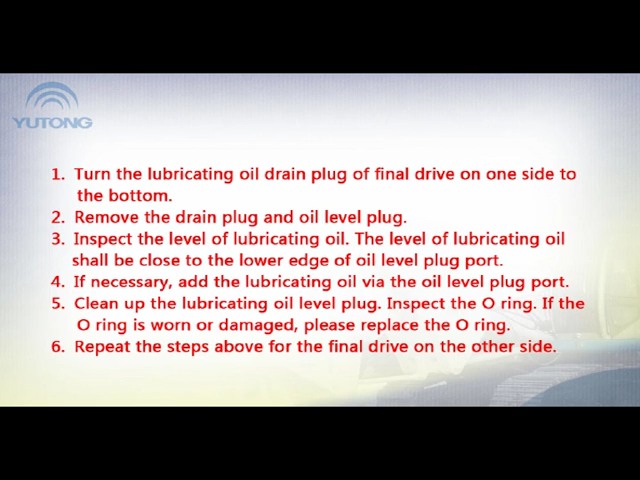 YUTONG
1. Turn the lubricating oil drain plug of final drive on one side to
the bottom.
2. Remove the drain plug and oil level plug.
3. Inspect the level of lubricating oil. The level of lubricating oil
shall be close to the lower edge of oil level plug port.
4. If necessary, add the lubricating oil via the oil level plug port.
5. Clean up the lubricating oil level plug. Inspect the O ring. If the
O ring is worn or damaged, please replace the O ring.
6. Repeat the steps above for the final drive on the other side.